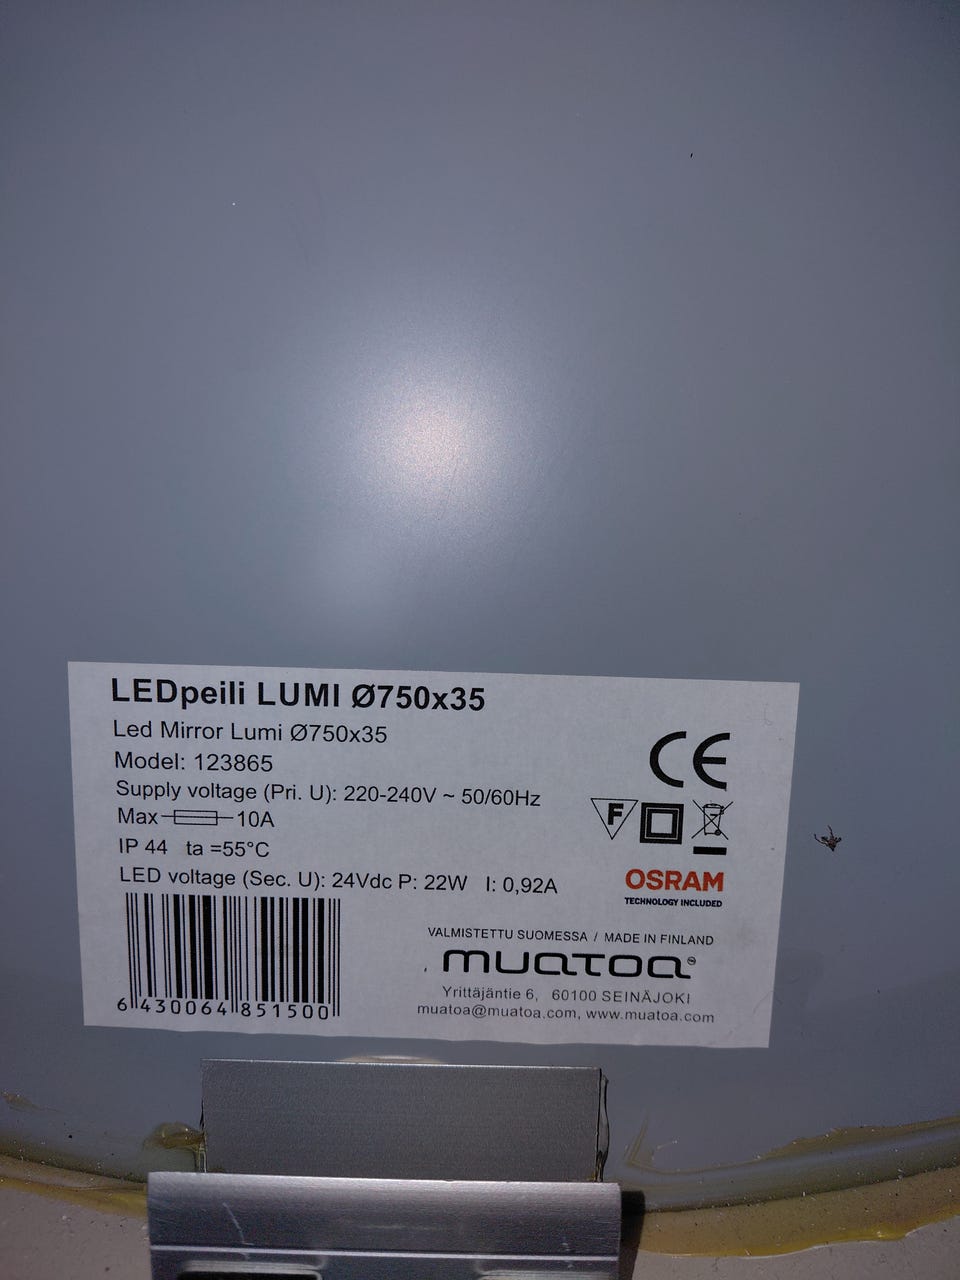 LEDpeili LUMI Ø750x35
Led Mirror Lumi Ø750x35
Model: 123865
Supply voltage (Pri. U): 220-240V ~ 50/60Hz
Max 10A
IP 44 ta =55°C
LED voltage (Sec. U): 24Vdc P: 22W I: 0,92A
CE
F
OSRAM
TECHNOLOGY INCLUDED
VALMISTETTU SUOMESSA / MADE IN FINLAND
muatoa
Yrittäjäntie 6, 60100 SEINÄJOKI
muatoa@muatoa.com, www.muatoa.com
6 430064 851500